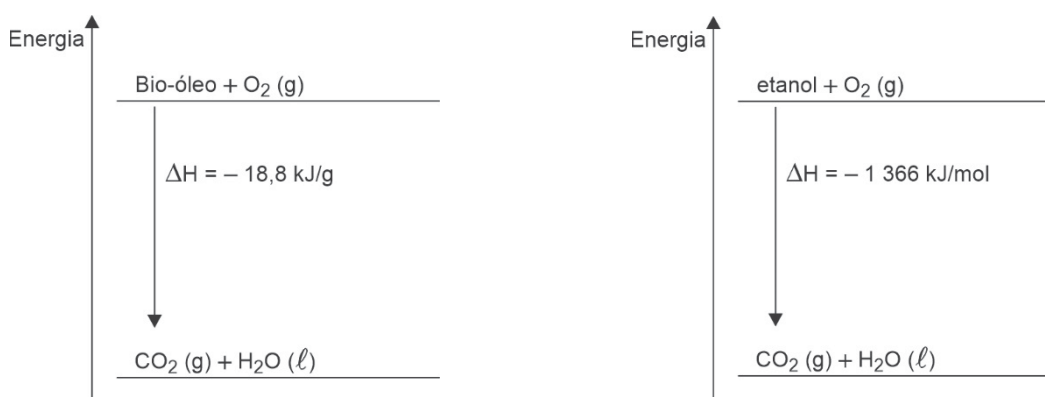 Energia
Bio-óleo + O₂ (g)
ΔH = – 18,8 kJ/g
CO₂ (g) + H₂O (ℓ)
Energia
etanol + O₂ (g)
ΔH = – 1 366 kJ/mol
CO₂ (g) + H₂O (ℓ)